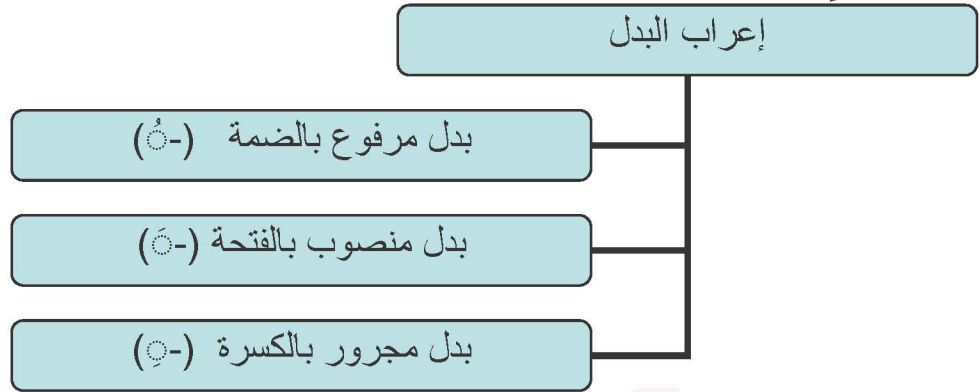 إعراب البدل
بدل مرفوع بالضمة (-ُ)
بدل منصوب بالفتحة (-َ)
بدل مجرور بالكسرة (-ِ)